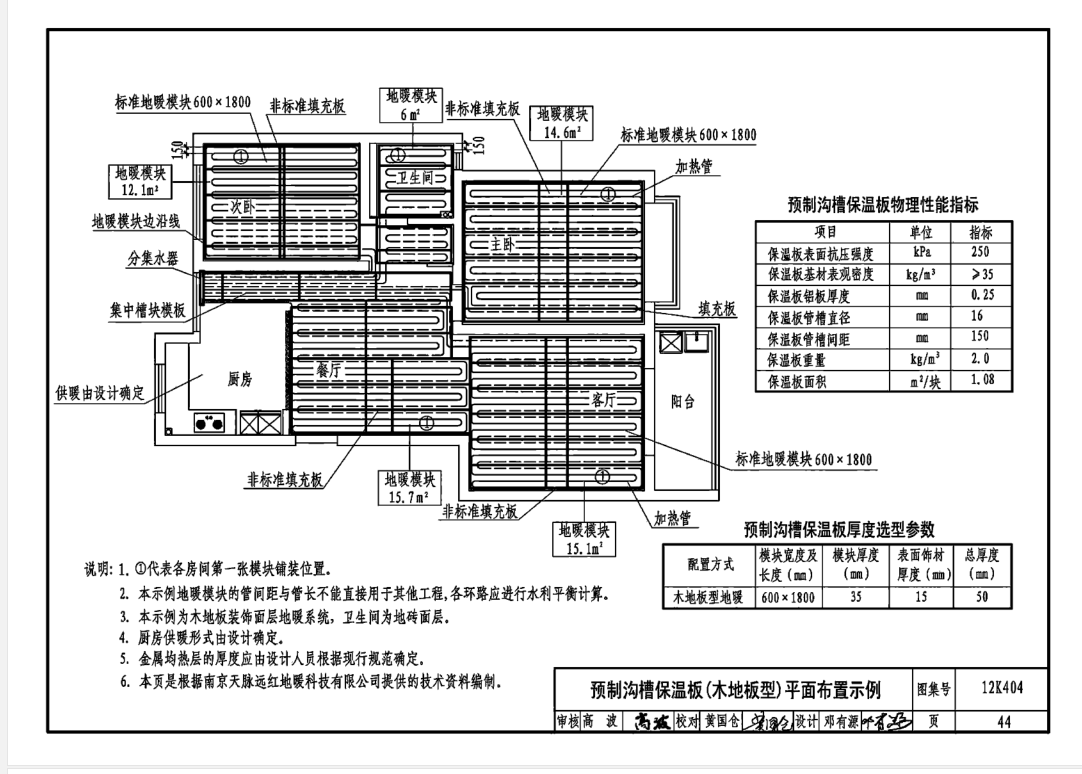 标准地暖模块600×1800
非标准填充板
地暖模块
6m²
非标准填充板
地暖模块
14.6m²
标准地暖模块600×1800
加热管
150
150
①
①
①
地暖模块
12.1m²
卫生间
次卧
主卧
地暖模块边沿线
分集水器
集中槽块模板
填充板
供暖由设计确定
厨房
餐厅
客厅
阳台
①
①
标准地暖模块600×1800
非标准填充板
地暖模块
15.7m²
非标准填充板
加热管
地暖模块
15.1m²
预制沟槽保温板物理性能指标
项目 单位 指标
保温板表面抗压强度 kPa 250
保温板基材表观密度 kg/m³ ≥35
保温板铝板厚度 mm 0.25
保温板管槽直径 mm 16
保温板管槽间距 mm 150
保温板重量 kg/m³ 2.0
保温板面积 m²/块 1.08
预制沟槽保温板厚度选型参数
配置方式 模块宽度及长度(mm) 模块厚度(mm) 表面饰材厚度(mm) 总厚度(mm)
木地板型地暖 600×1800 35 15 50
说明: 1. ①代表各房间第一张模块铺装位置。
2. 本示例地暖模块的管间距与管长不能直接用于其他工程,各环路应进行水利平衡计算。
3. 本示例为木地板装饰面层地暖系统，卫生间为地砖面层。
4. 厨房供暖形式由设计确定。
5. 金属均热层的厚度应由设计人员根据现行规范确定。
6. 本页是根据南京天脉远红地暖科技有限公司提供的技术资料编制。
预制沟槽保温板(木地板型)平面布置示例 图集号 12K404
审核 高 波 高波 校对 黄国仓 设计 邓有源 页 44